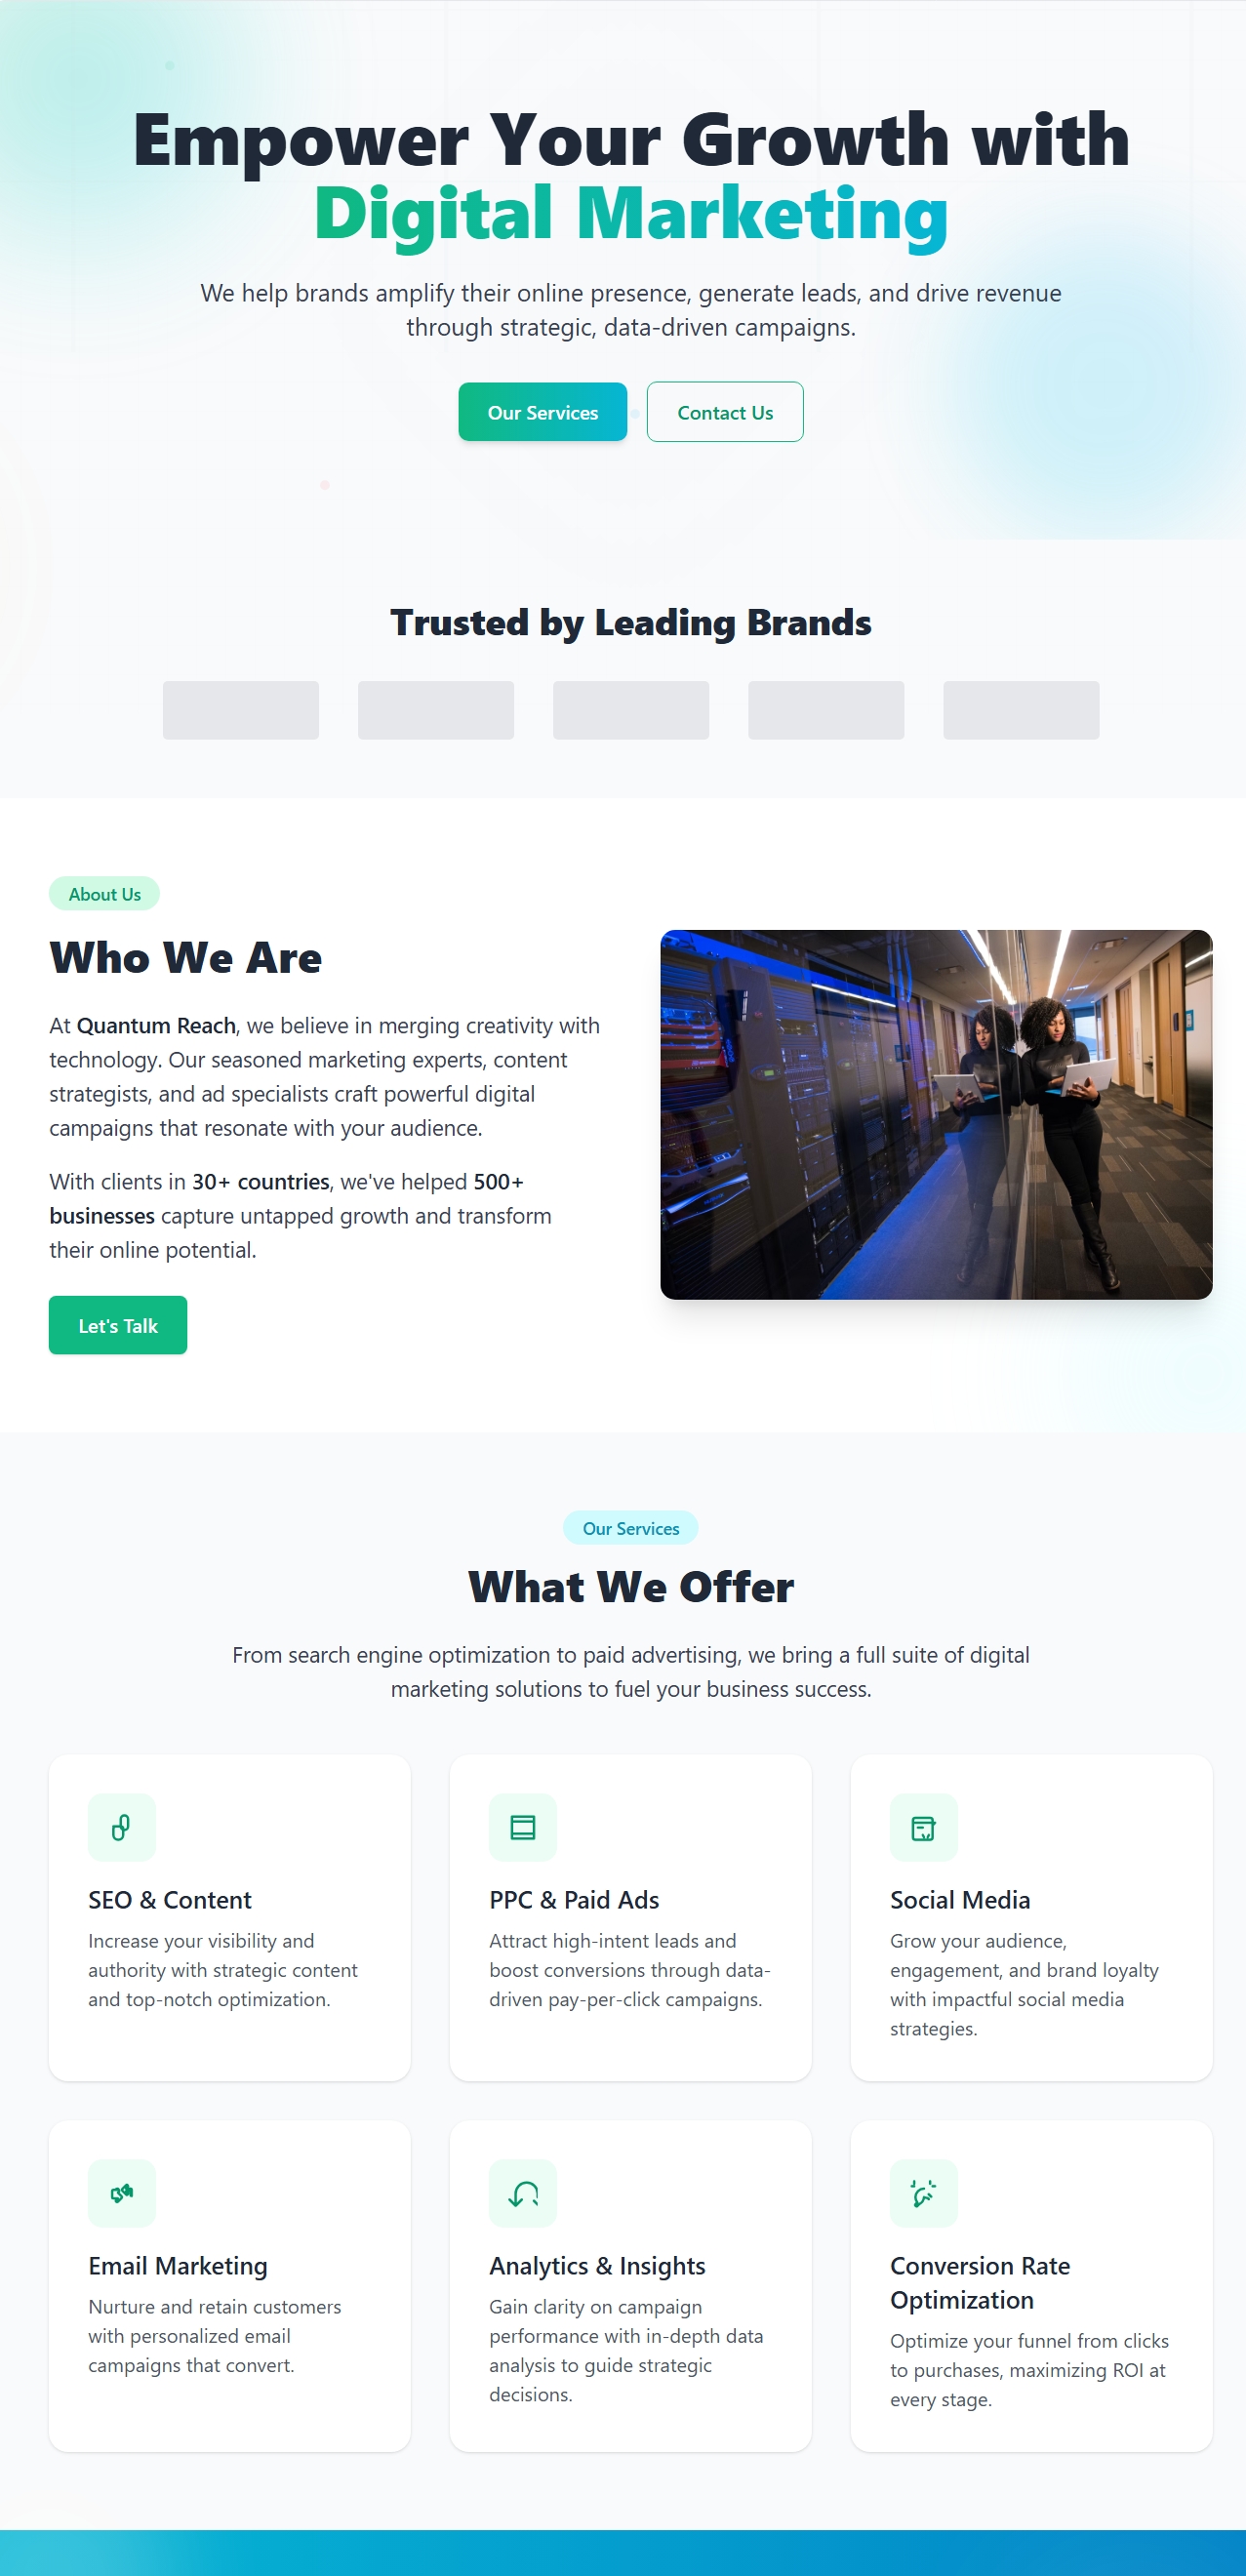 Empower Your Growth with
Digital Marketing
We help brands amplify their online presence, generate leads, and drive revenue
through strategic, data-driven campaigns.
Our Services
Contact Us
Trusted by Leading Brands
About Us
Who We Are
At Quantum Reach, we believe in merging creativity with
technology. Our seasoned marketing experts, content
strategists, and ad specialists craft powerful digital
campaigns that resonate with your audience.
With clients in 30+ countries, we've helped 500+
businesses capture untapped growth and transform
their online potential.
Let's Talk
Our Services
What We Offer
From search engine optimization to paid advertising, we bring a full suite of digital
marketing solutions to fuel your business success.
SEO & Content
Increase your visibility and
authority with strategic content
and top-notch optimization.
PPC & Paid Ads
Attract high-intent leads and
boost conversions through data-
driven pay-per-click campaigns.
Social Media
Grow your audience,
engagement, and brand loyalty
with impactful social media
strategies.
Email Marketing
Nurture and retain customers
with personalized email
campaigns that convert.
Analytics & Insights
Gain clarity on campaign
performance with in-depth data
analysis to guide strategic
decisions.
Conversion Rate
Optimization
Optimize your funnel from clicks
to purchases, maximizing ROI at
every stage.